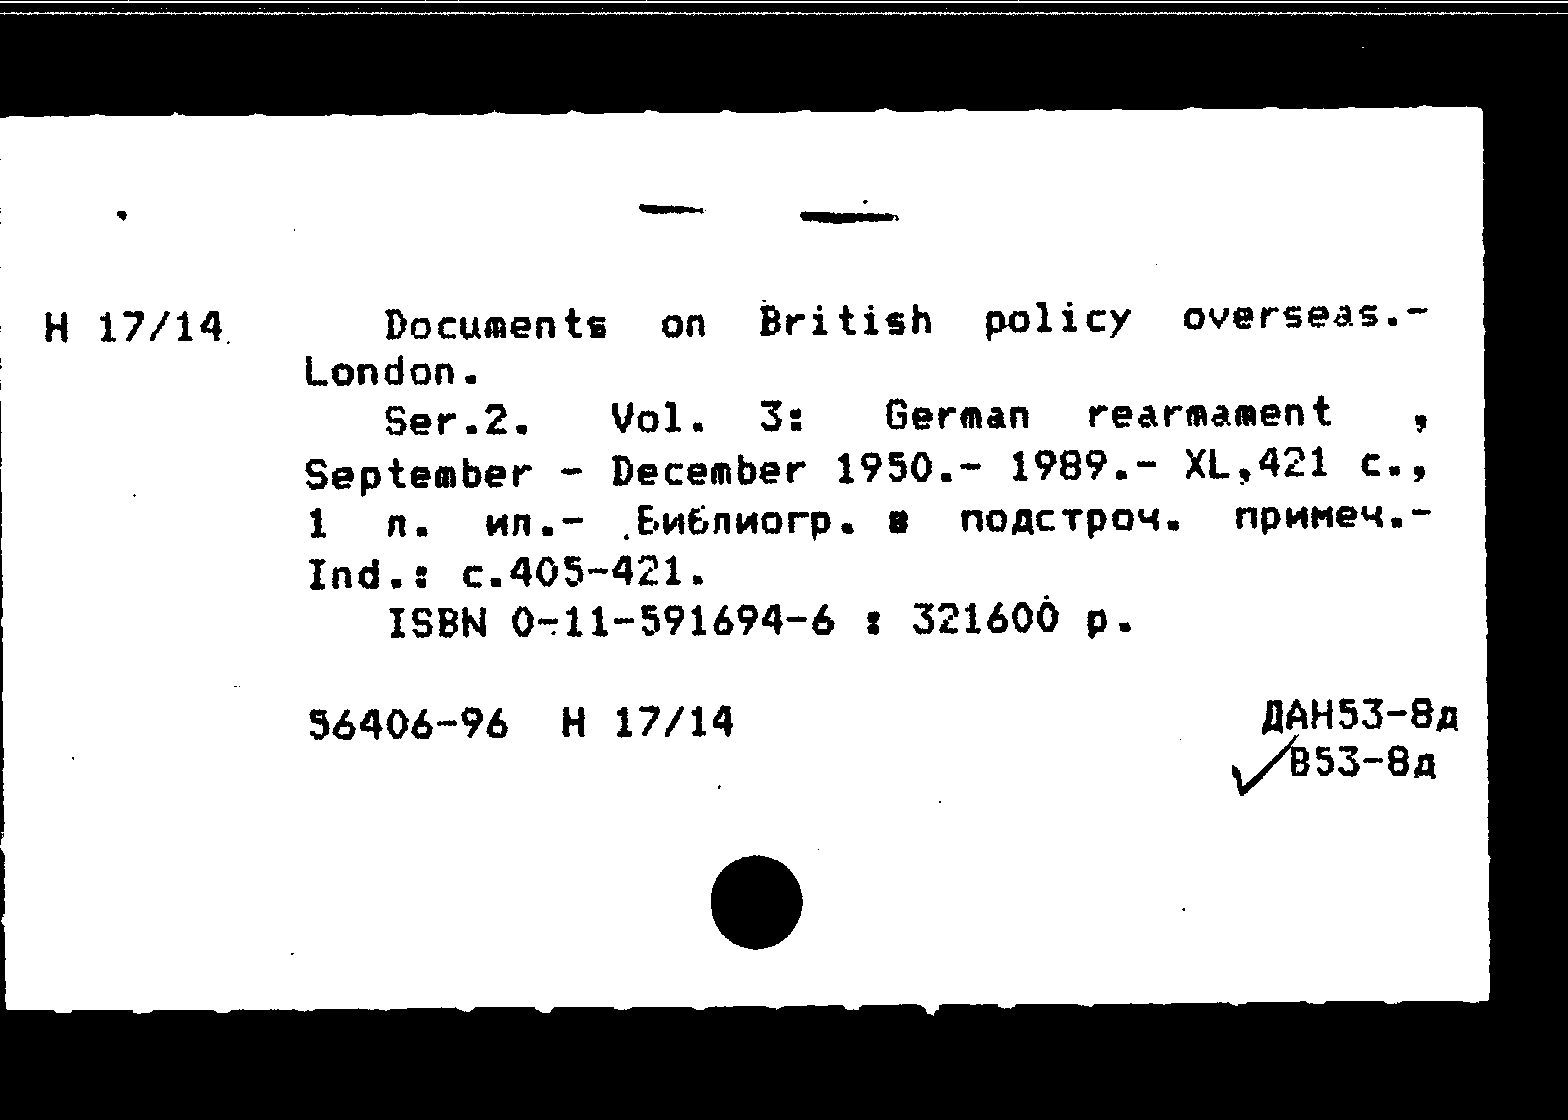 Н 17/14 Documents on British policy overseas.-
London.
Ser.2. Vol. 3: German rearmament ,
September - December 1950.- 1989.- XL,421 с.,
1 л. ил.- Библиогр. в подстроч. примеч.-
Ind.: с.405-421.
ISBN 0-11-591694-6 : 321600 р.
56406-96 Н 17/14 ДАН53-8д
В53-8д